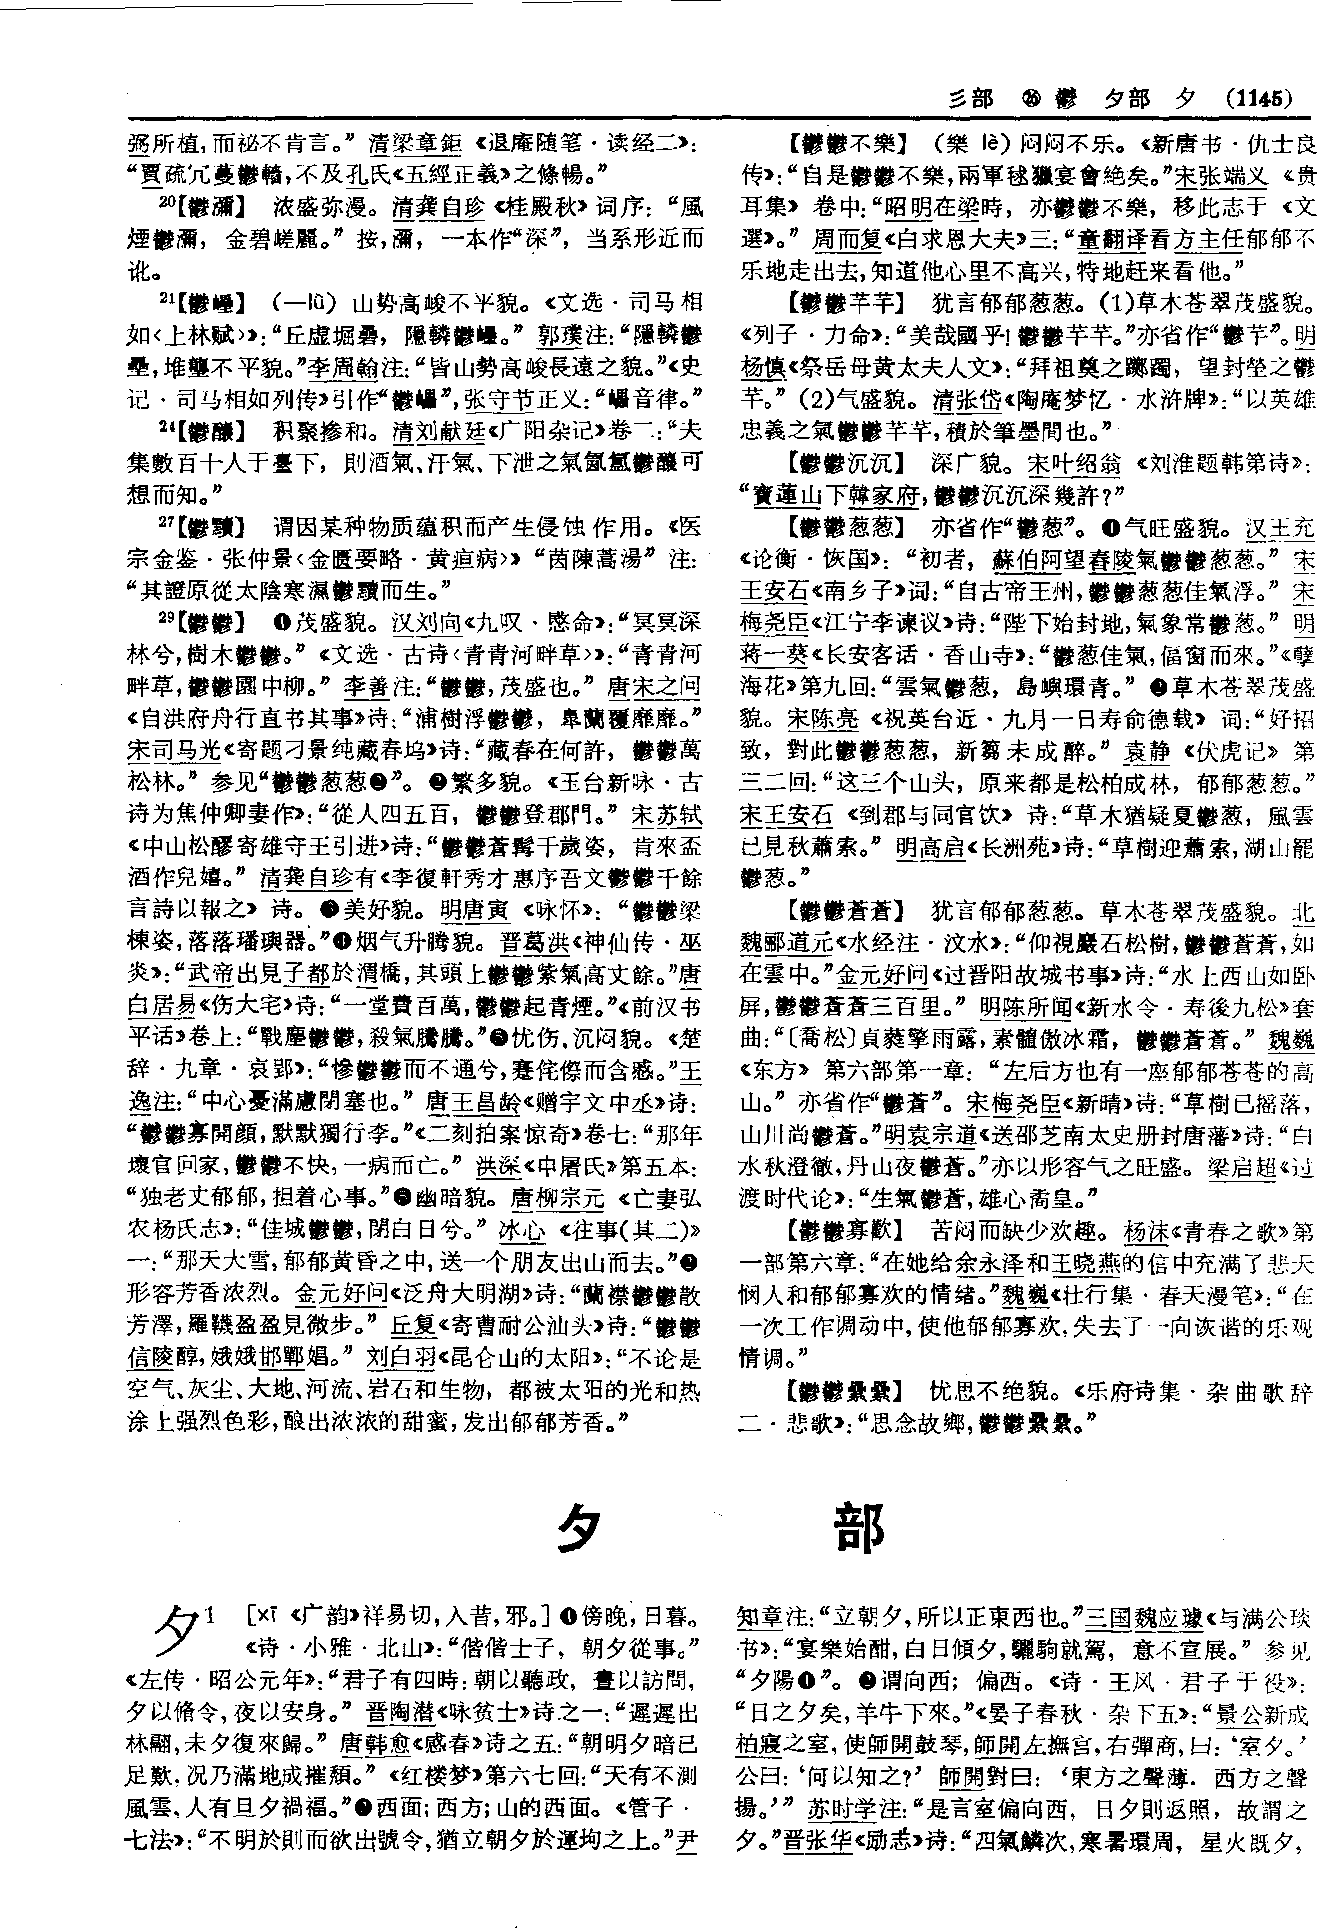 彡部 ㉖ 鬱 夕部 夕 (1145)
弼所植,而祕不肯言。” 清梁章鉅《退庵随笔·读经二》:
“賈疏冗蔓鬱轖,不及孔氏《五經正義》之條暢。”
20【鬱瀰】 浓盛弥漫。清龚自珍《桂殿秋》词序:“風
煙鬱瀰, 金碧嵯麗。”按,瀰, 一本作“深”, 当系形近而
讹。
21【鬱㠥】 (—lǜ) 山势高峻不平貌。《文选·司马相
如〈上林赋〉》:“丘虚堀礨, 隱轔鬱㠥。” 郭璞注:“隱轔鬱
壘,堆壟不平貌。”李周翰注:“皆山勢高峻長遠之貌。”《史
记·司马相如列传》引作“鬱㠥”,张守节正义:“㠥音律。”
24【鬱釀】 积聚掺和。清刘献廷《广阳杂记》卷二:“夫
集數百十人于臺下, 則酒氣、汗氣、下泄之氣氤氳鬱釀可
想而知。”
27【鬱黷】 谓因某种物质蕴积而产生侵蚀作用。《医
宗金鉴·张仲景〈金匮要略·黄疸病〉》“茵陳蒿湯”注:
“其證原從太陰寒濕鬱黷而生。”
29【鬱鬱】 ❶茂盛貌。汉刘向《九叹·愍命》:“冥冥深
林兮,樹木鬱鬱。”《文选·古诗〈青青河畔草〉》:“青青河
畔草,鬱鬱園中柳。” 李善注:“鬱鬱,茂盛也。” 唐宋之问
《自洪府舟行直书其事》诗:“浦樹浮鬱鬱, 皐蘭覆靡靡。”
宋司马光《寄题刁景纯藏春坞》诗:“藏春在何許, 鬱鬱萬
松林。” 参见“鬱鬱葱葱❷”。❷繁多貌。《玉台新咏·古
诗为焦仲卿妻作》:“從人四五百, 鬱鬱登郡門。” 宋苏轼
《中山松醪寄雄守王引进》诗:“鬱鬱蒼髯千歲姿, 肯來盃
酒作兒嬉。” 清龚自珍有《李復軒秀才惠序吾文鬱鬱千餘
言詩以報之》诗。❸美好貌。明唐寅《咏怀》:“鬱鬱梁
棟姿,落落璠璵器。”❹烟气升腾貌。晋葛洪《神仙传·巫
炎》:“武帝出見子都於渭橋,其頭上鬱鬱紫氣高丈餘。”唐
白居易《伤大宅》诗:“一堂費百萬,鬱鬱起青煙。”《前汉书
平话》卷上:“戰塵鬱鬱,殺氣騰騰。”❺忧伤、沉闷貌。《楚
辞·九章·哀郢》:“慘鬱鬱而不通兮,蹇侘傺而含慼。”王
逸注:“中心憂滿慮閉塞也。” 唐王昌龄《赠宇文中丞》诗:
“鬱鬱寡開顔,默默獨行李。”《二刻拍案惊奇》卷七:“那年
壞官囘家,鬱鬱不快,一病而亡。” 洪深《申屠氏》第五本:
“独老丈郁郁,担着心事。”❻幽暗貌。唐柳宗元《亡妻弘
农杨氏志》:“佳城鬱鬱,閉白日兮。” 冰心《往事(其二)》
一:“那天大雪,郁郁黄昏之中,送一个朋友出山而去。”❼
形容芳香浓烈。金元好问《泛舟大明湖》诗:“蘭襟鬱鬱散
芳澤,羅韈盈盈見微步。” 丘复《寄曹耐公汕头》诗:“鬱鬱
信陵醇,娥娥邯鄲娼。” 刘白羽《昆仑山的太阳》:“不论是
空气、灰尘、大地、河流、岩石和生物, 都被太阳的光和热
涂上强烈色彩,酿出浓浓的甜蜜,发出郁郁芳香。”
【鬱鬱不樂】 (樂 lè)闷闷不乐。《新唐书·仇士良
传》:“自是鬱鬱不樂,兩軍毬獵宴會絶矣。”宋张端义《贵
耳集》卷中:“昭明在梁時, 亦鬱鬱不樂, 移此志于《文
選》。” 周而复《白求恩大夫》三:“童翻译看方主任郁郁不
乐地走出去,知道他心里不高兴,特地赶来看他。”
【鬱鬱芊芊】 犹言郁郁葱葱。(1)草木苍翠茂盛貌。
《列子·力命》:“美哉國乎!鬱鬱芊芊。”亦省作“鬱芊”。明
杨慎《祭岳母黄太夫人文》:“拜祖奠之躑躅, 望封塋之鬱
芊。”(2)气盛貌。清张岱《陶庵梦忆·水浒牌》:“以英雄
忠義之氣鬱鬱芊芊,積於筆墨間也。”
【鬱鬱沉沉】 深广貌。宋叶绍翁《刘淮题韩第诗》:
“寶蓮山下韓家府,鬱鬱沉沉深幾許?”
【鬱鬱葱葱】 亦省作“鬱葱”。❶气旺盛貌。汉王充
《论衡·恢国》:“初者, 蘇伯阿望舂陵氣鬱鬱葱葱。” 宋
王安石《南乡子》词:“自古帝王州,鬱鬱葱葱佳氣浮。” 宋
梅尧臣《江宁李谏议》诗:“陛下始封地,氣象常鬱葱。” 明
蒋一葵《长安客话·香山寺》:“鬱葱佳氣,偪窗而來。”《孽
海花》第九回:“雲氣鬱葱, 島嶼環青。” ❷草木苍翠茂盛
貌。宋陈亮《祝英台近·九月一日寿俞德载》词:“好招
致, 對此鬱鬱葱葱, 新篘未成醉。” 袁静《伏虎记》第
三二回:“这三个山头, 原来都是松柏成林, 郁郁葱葱。”
宋王安石《到郡与同官饮》诗:“草木猶疑夏鬱葱, 風雲
已見秋蕭索。” 明高启《长洲苑》诗:“草樹迎蕭索,湖山罷
鬱葱。”
【鬱鬱蒼蒼】 犹言郁郁葱葱。草木苍翠茂盛貌。北
魏郦道元《水经注·汶水》:“仰視巖石松樹,鬱鬱蒼蒼,如
在雲中。”金元好问《过晋阳故城书事》诗:“水上西山如卧
屏,鬱鬱蒼蒼三百里。” 明陈所闻《新水令·寿後九松》套
曲:“〔喬松〕貞蕤擎雨露,素髓傲冰霜, 鬱鬱蒼蒼。” 魏巍
《东方》第六部第一章:“左后方也有一座郁郁苍苍的高
山。” 亦省作“鬱蒼”。宋梅尧臣《新晴》诗:“草樹已摇落,
山川尚鬱蒼。”明袁宗道《送邵芝南太史册封唐藩》诗:“白
水秋澄徹,丹山夜鬱蒼。”亦以形容气之旺盛。梁启超《过
渡时代论》:“生氣鬱蒼,雄心矞皇。”
【鬱鬱寡歡】 苦闷而缺少欢趣。杨沫《青春之歌》第
一部第六章:“在她给余永泽和王晓燕的信中充满了悲天
悯人和郁郁寡欢的情绪。”魏巍《壮行集·春天漫笔》:“在
一次工作调动中,使他郁郁寡欢,失去了一向诙谐的乐观
情调。”
【鬱鬱纍纍】 忧思不绝貌。《乐府诗集·杂曲歌辞
二·悲歌》:“思念故鄉,鬱鬱纍纍。”
夕 部
夕1 [xī 《广韵》祥易切,入昔,邪。]❶傍晚,日暮。
《诗·小雅·北山》:“偕偕士子, 朝夕從事。”
《左传·昭公元年》:“君子有四時:朝以聽政, 晝以訪問,
夕以脩令,夜以安身。” 晋陶潜《咏贫士》诗之一:“遲遲出
林翮,未夕復來歸。” 唐韩愈《感春》诗之五:“朝明夕暗已
足歎,况乃滿地成摧頹。”《红楼梦》第六七回:“天有不測
風雲,人有旦夕禍福。”❷西面;西方;山的西面。《管子·
七法》:“不明於則而欲出號令,猶立朝夕於運均之上。”尹
知章注:“立朝夕,所以正東西也。”三国魏应璩《与满公琰
书》:“宴樂始酣,白日傾夕,驪駒就駕, 意不宣展。” 参见
“夕陽❶”。❸谓向西;偏西。《诗·王风·君子于役》:
“日之夕矣,羊牛下來。”《晏子春秋·杂下五》:“景公新成
柏寢之室,使師開鼓琴,師開左撫宫,右彈商,曰:‘室夕。’
公曰:‘何以知之?’ 師開對曰:‘東方之聲薄,西方之聲
揚。’” 苏时学注:“是言室偏向西, 日夕則返照, 故謂之
夕。”晋张华《励志》诗:“四氣鱗次,寒暑環周, 星火既夕,